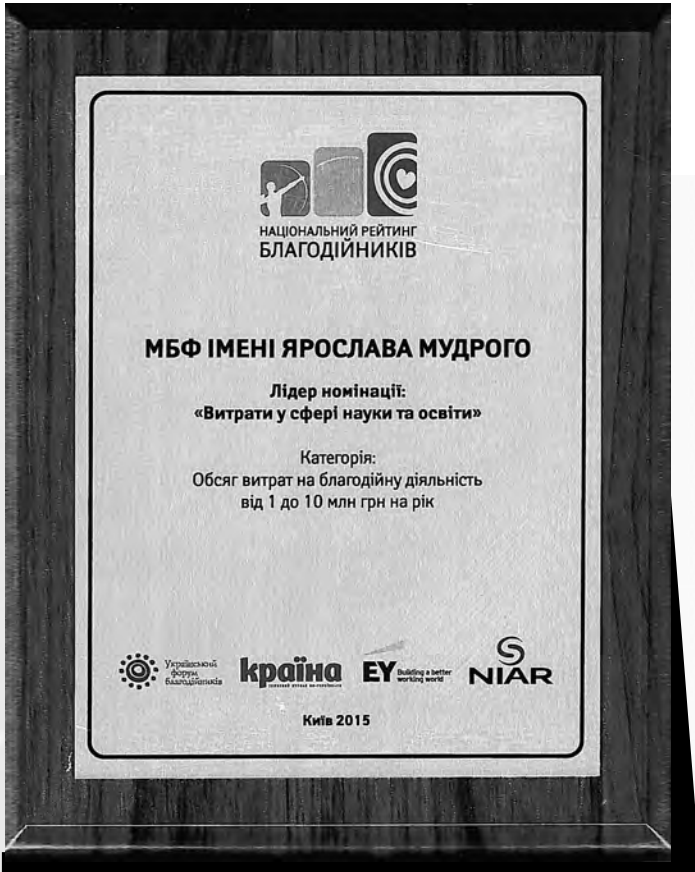 НАЦІОНАЛЬНИЙ РЕЙТИНГ
БЛАГОДІЙНИКІВ
МБФ ІМЕНІ ЯРОСЛАВА МУДРОГО
Лідер номінації:
«Витрати у сфері науки та освіти»
Категорія:
Обсяг витрат на благодійну діяльність
від 1 до 10 млн грн на рік
Український
форум
благодійників
країна
EY Building a better
working world
NIAR
Київ 2015